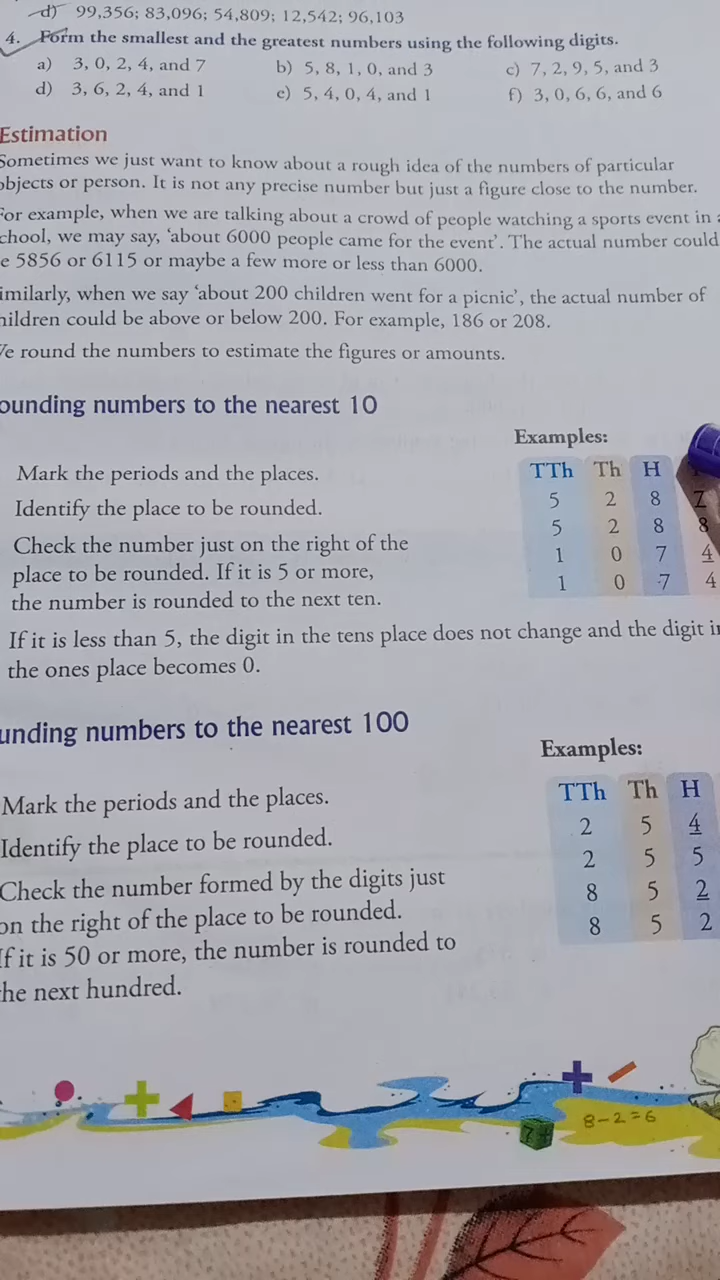 d) 99,356; 83,096; 54,809; 12,542; 96,103
4. Form the smallest and the greatest numbers using the following digits.
a) 3, 0, 2, 4, and 7 b) 5, 8, 1, 0, and 3 c) 7, 2, 9, 5, and 3
d) 3, 6, 2, 4, and 1 e) 5, 4, 0, 4, and 1 f) 3, 0, 6, 6, and 6
Estimation
Sometimes we just want to know about a rough idea of the numbers of particular
objects or person. It is not any precise number but just a figure close to the number.
For example, when we are talking about a crowd of people watching a sports event in a
chool, we may say, ‘about 6000 people came for the event’. The actual number could
e 5856 or 6115 or maybe a few more or less than 6000.
imilarly, when we say ‘about 200 children went for a picnic’, the actual number of
hildren could be above or below 200. For example, 186 or 208.
We round the numbers to estimate the figures or amounts.
ounding numbers to the nearest 10
Examples:
Mark the periods and the places.
Identify the place to be rounded.
Check the number just on the right of the
place to be rounded. If it is 5 or more,
the number is rounded to the next ten.
TTh Th H
5 2 8 7
5 2 8 8
1 0 7 4
1 0 7 4
If it is less than 5, the digit in the tens place does not change and the digit in
the ones place becomes 0.
unding numbers to the nearest 100
Examples:
Mark the periods and the places.
Identify the place to be rounded.
Check the number formed by the digits just
on the right of the place to be rounded.
If it is 50 or more, the number is rounded to
he next hundred.
TTh Th H
2 5 4
2 5 5
8 5 2
8 5 2
8-2=6
7